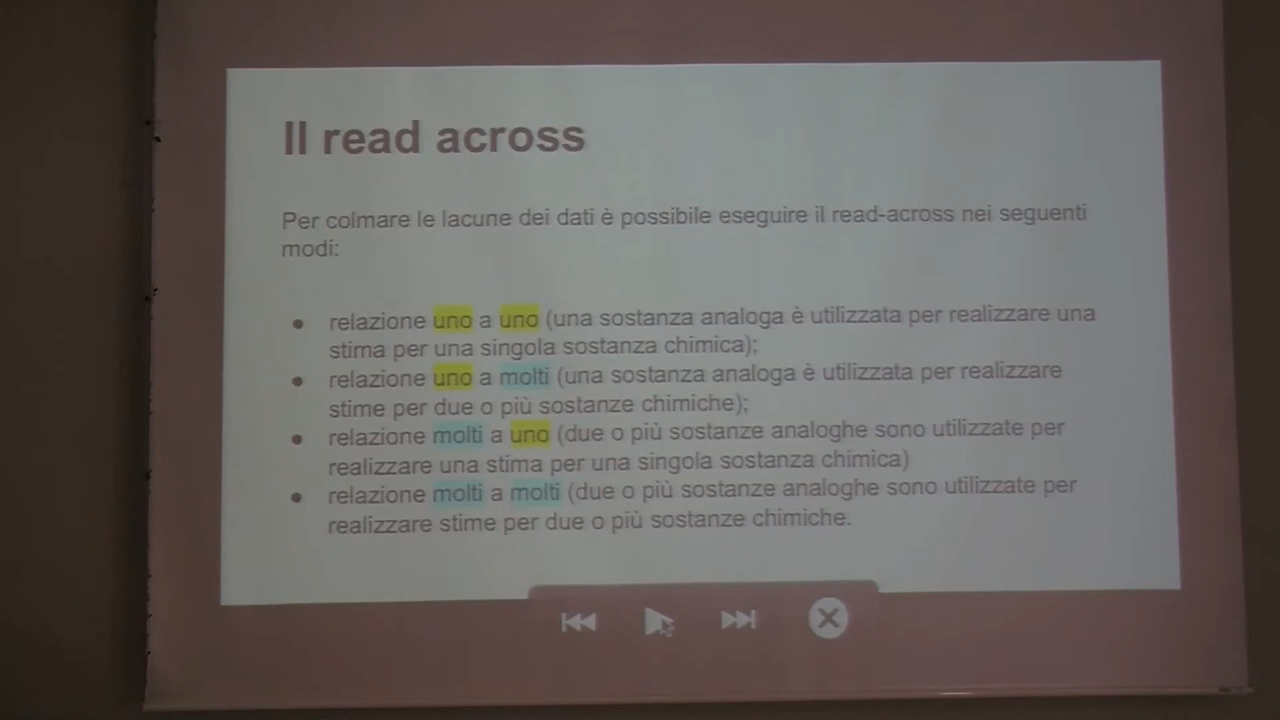 Il read across
Per colmare le lacune dei dati è possibile eseguire il read-across nei seguenti
modi:
● relazione uno a uno (una sostanza analoga è utilizzata per realizzare una
stima per una singola sostanza chimica);
● relazione uno a molti (una sostanza analoga è utilizzata per realizzare
stime per due o più sostanze chimiche);
● relazione molti a uno (due o più sostanze analoghe sono utilizzate per
realizzare una stima per una singola sostanza chimica)
● relazione molti a molti (due o più sostanze analoghe sono utilizzate per
realizzare stime per due o più sostanze chimiche.